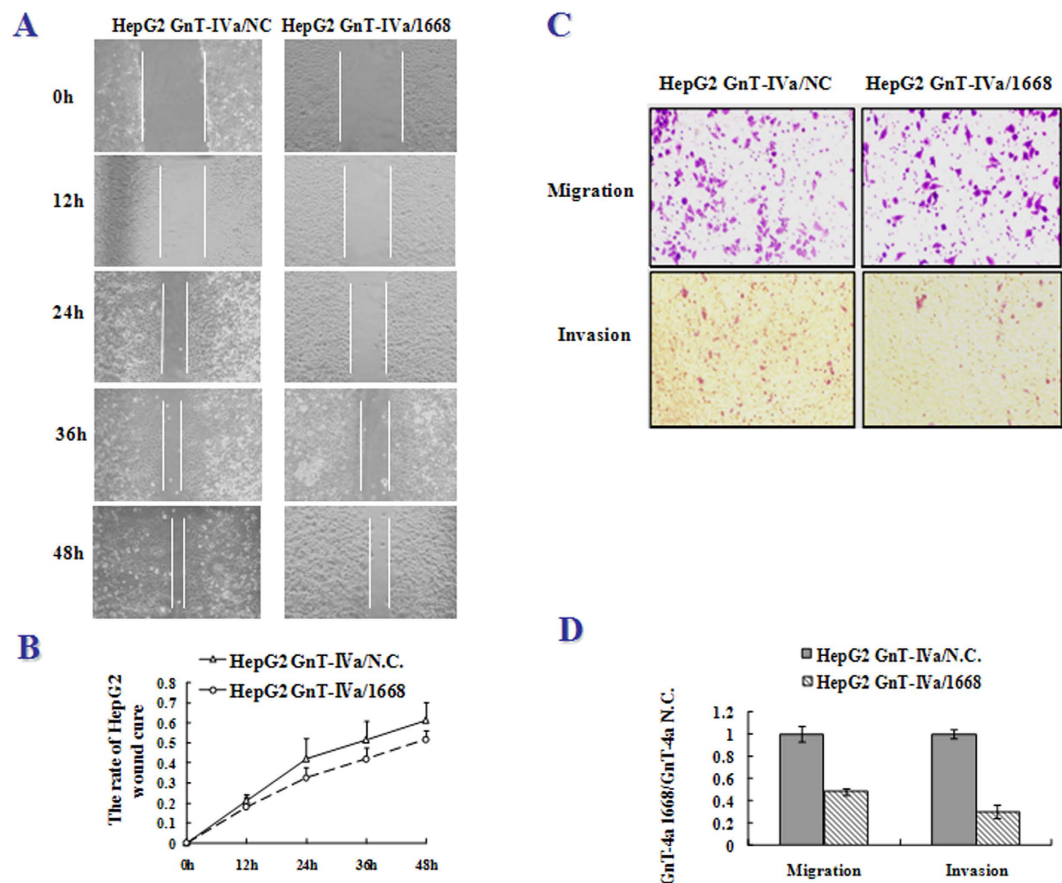 A
HepG2 GnT-IVa/NC HepG2 GnT-IVa/1668
0h
12h
24h
36h
48h
B
HepG2 GnT-IVa/N.C.
HepG2 GnT-IVa/1668
The rate of HepG2
wound cure
0.8
0.7
0.6
0.5
0.4
0.3
0.2
0.1
0
0h 12h 24h 36h 48h
C
HepG2 GnT-IVa/NC HepG2 GnT-IVa/1668
Migration
Invasion
D
HepG2 GnT-IVa/N.C.
HepG2 GnT-IVa/1668
GnT-4a 1668/GnT-4a N.C.
1.2
1
0.8
0.6
0.4
0.2
0
Migration Invasion